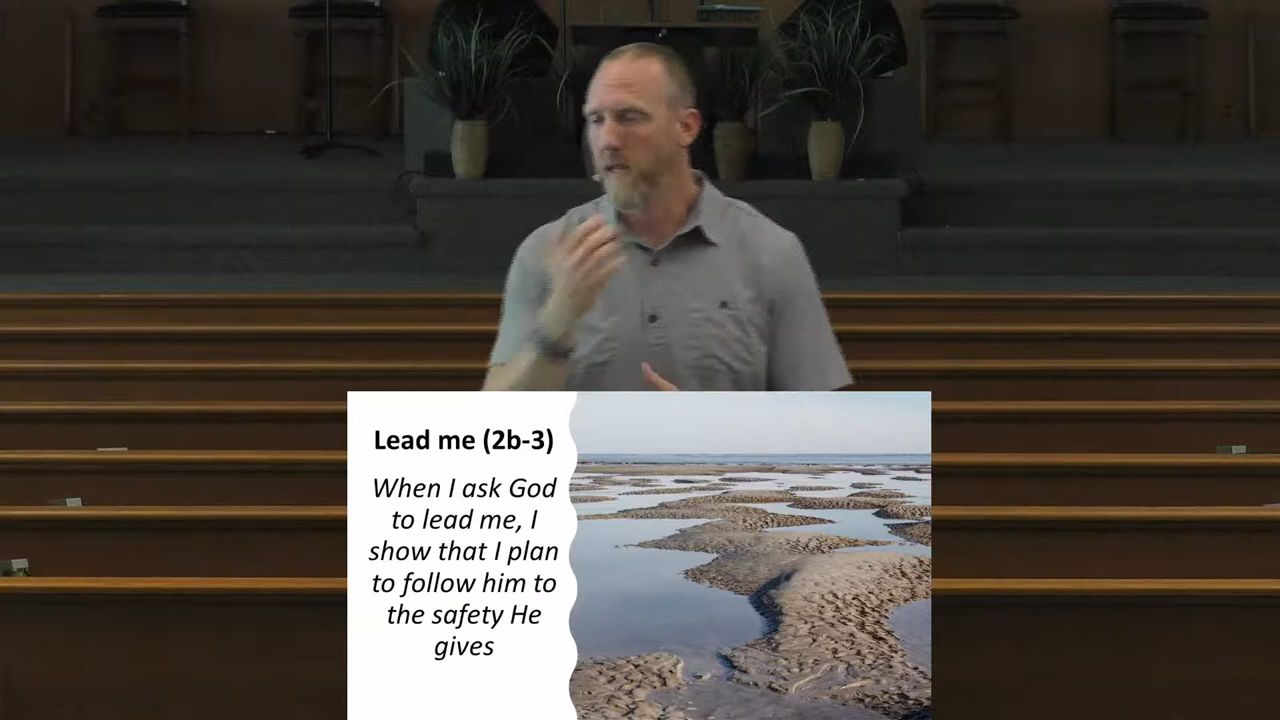 Lead me (2b-3)
When I ask God
to lead me, I
show that I plan
to follow him to
the safety He
gives